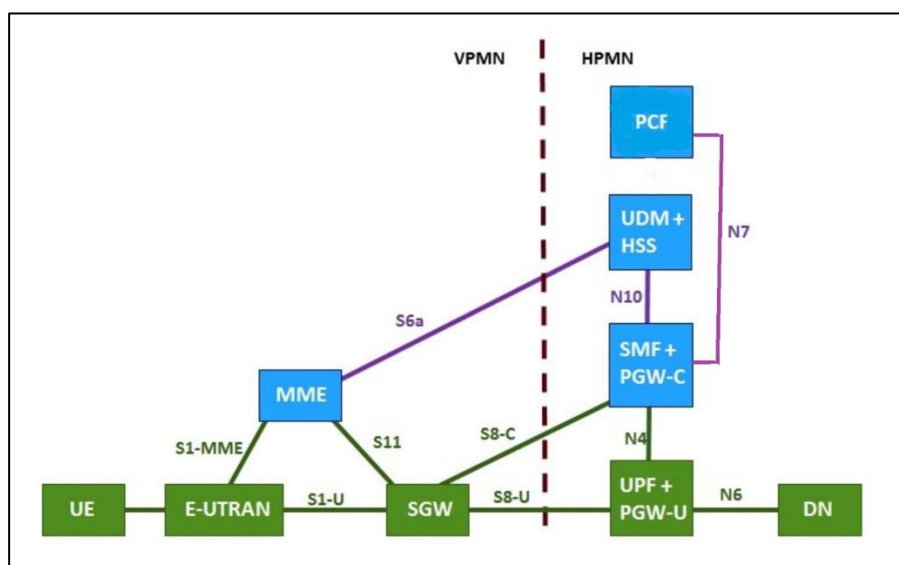 VPMN
HPMN
PCF
UDM +
HSS
N7
N10
S6a
SMF +
PGW-C
MME
S1-MME
S11
S8-C
N4
UE
E-UTRAN
S1-U
SGW
S8-U
UPF +
PGW-U
N6
DN